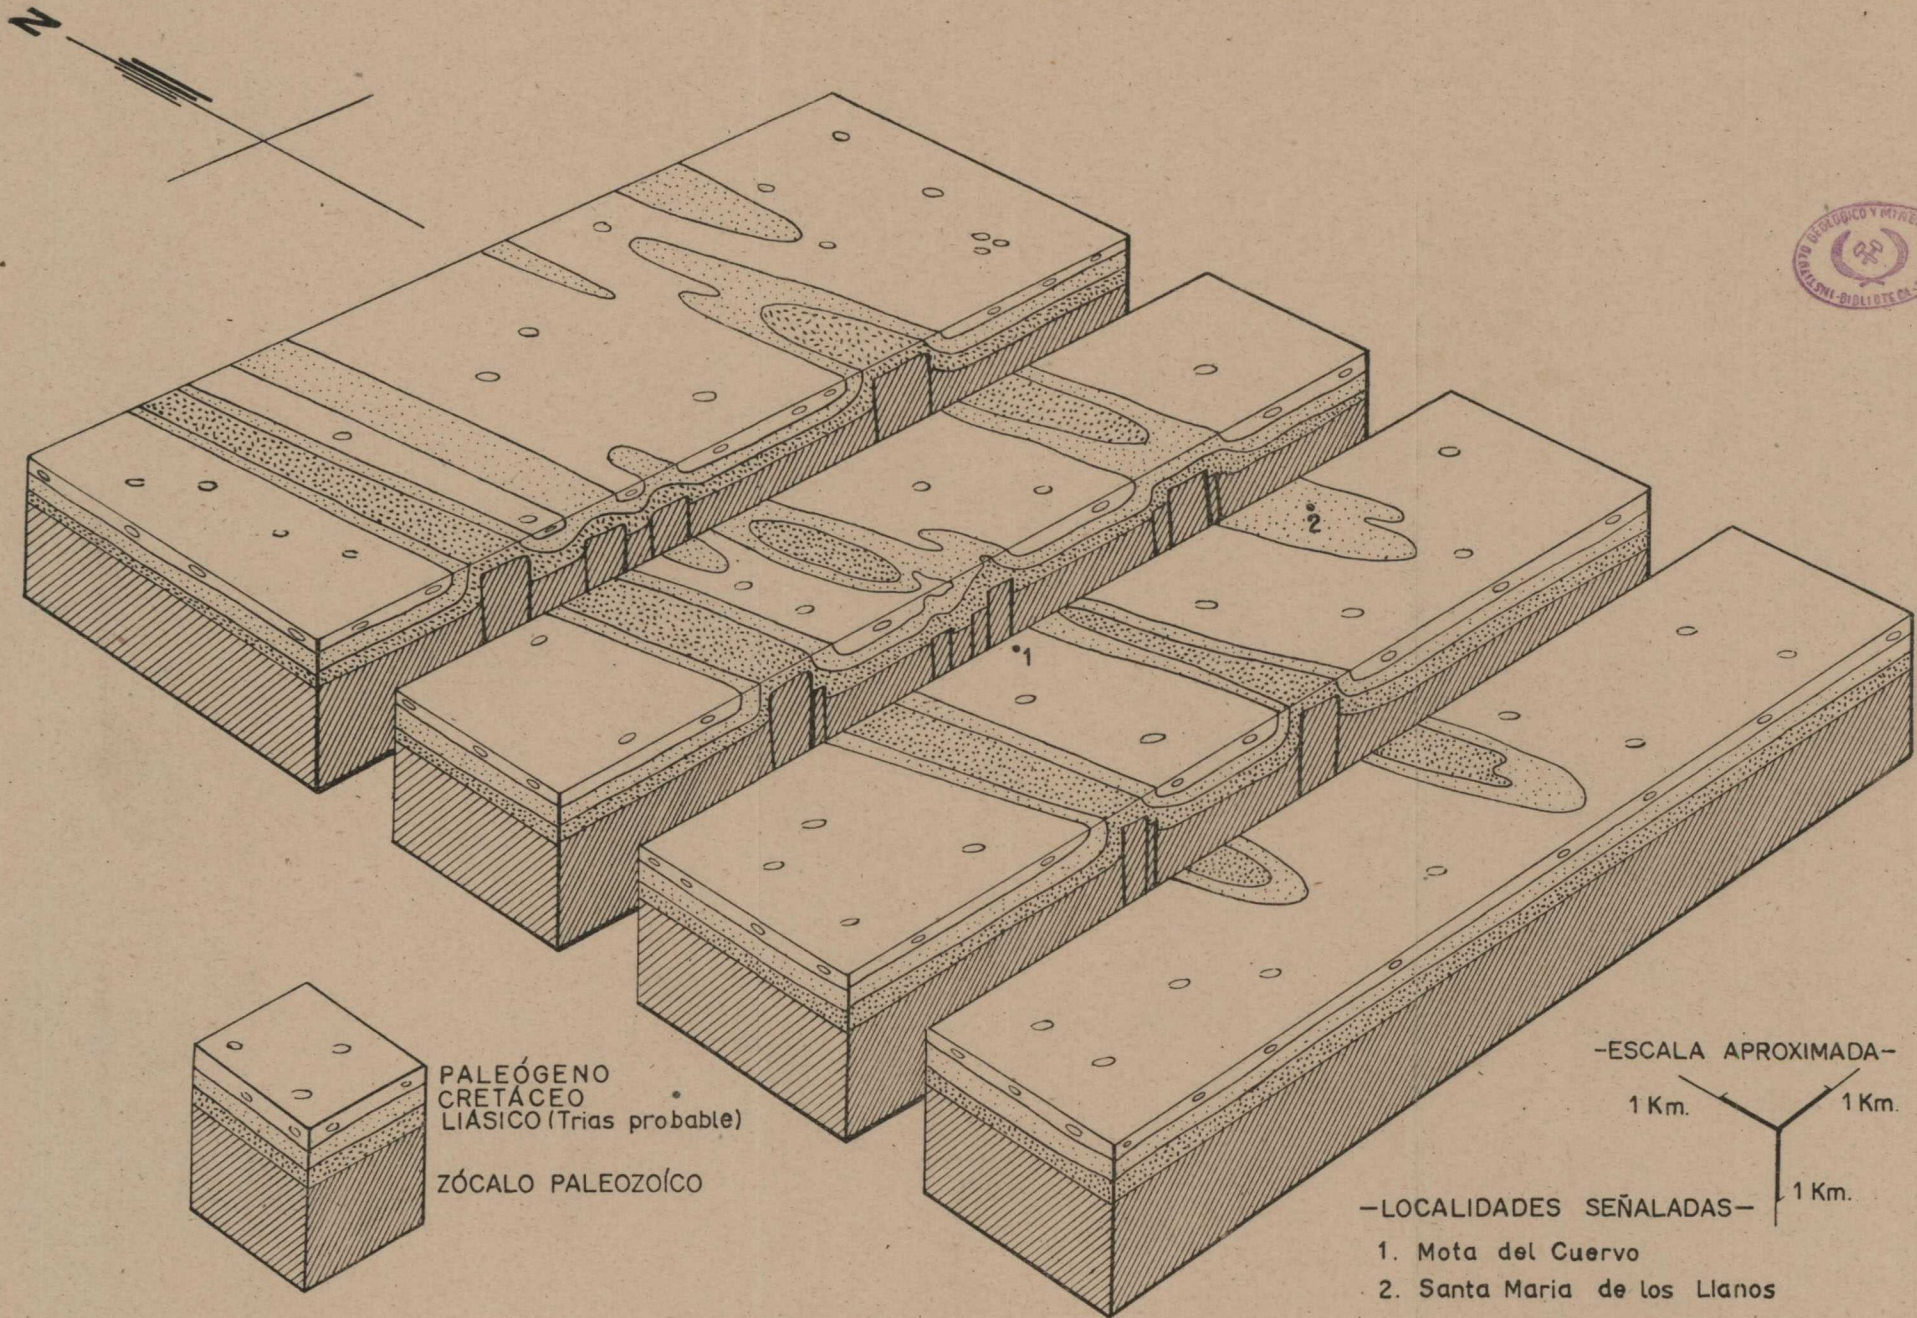 N
2
1
PALEÓGENO
CRETÁCEO
LIÁSICO (Trias probable)
ZÓCALO PALEOZOÍCO
-ESCALA APROXIMADA-
1 Km.
1 Km.
1 Km.
-LOCALIDADES SEÑALADAS-
1. Mota del Cuervo
2. Santa Maria de los Llanos